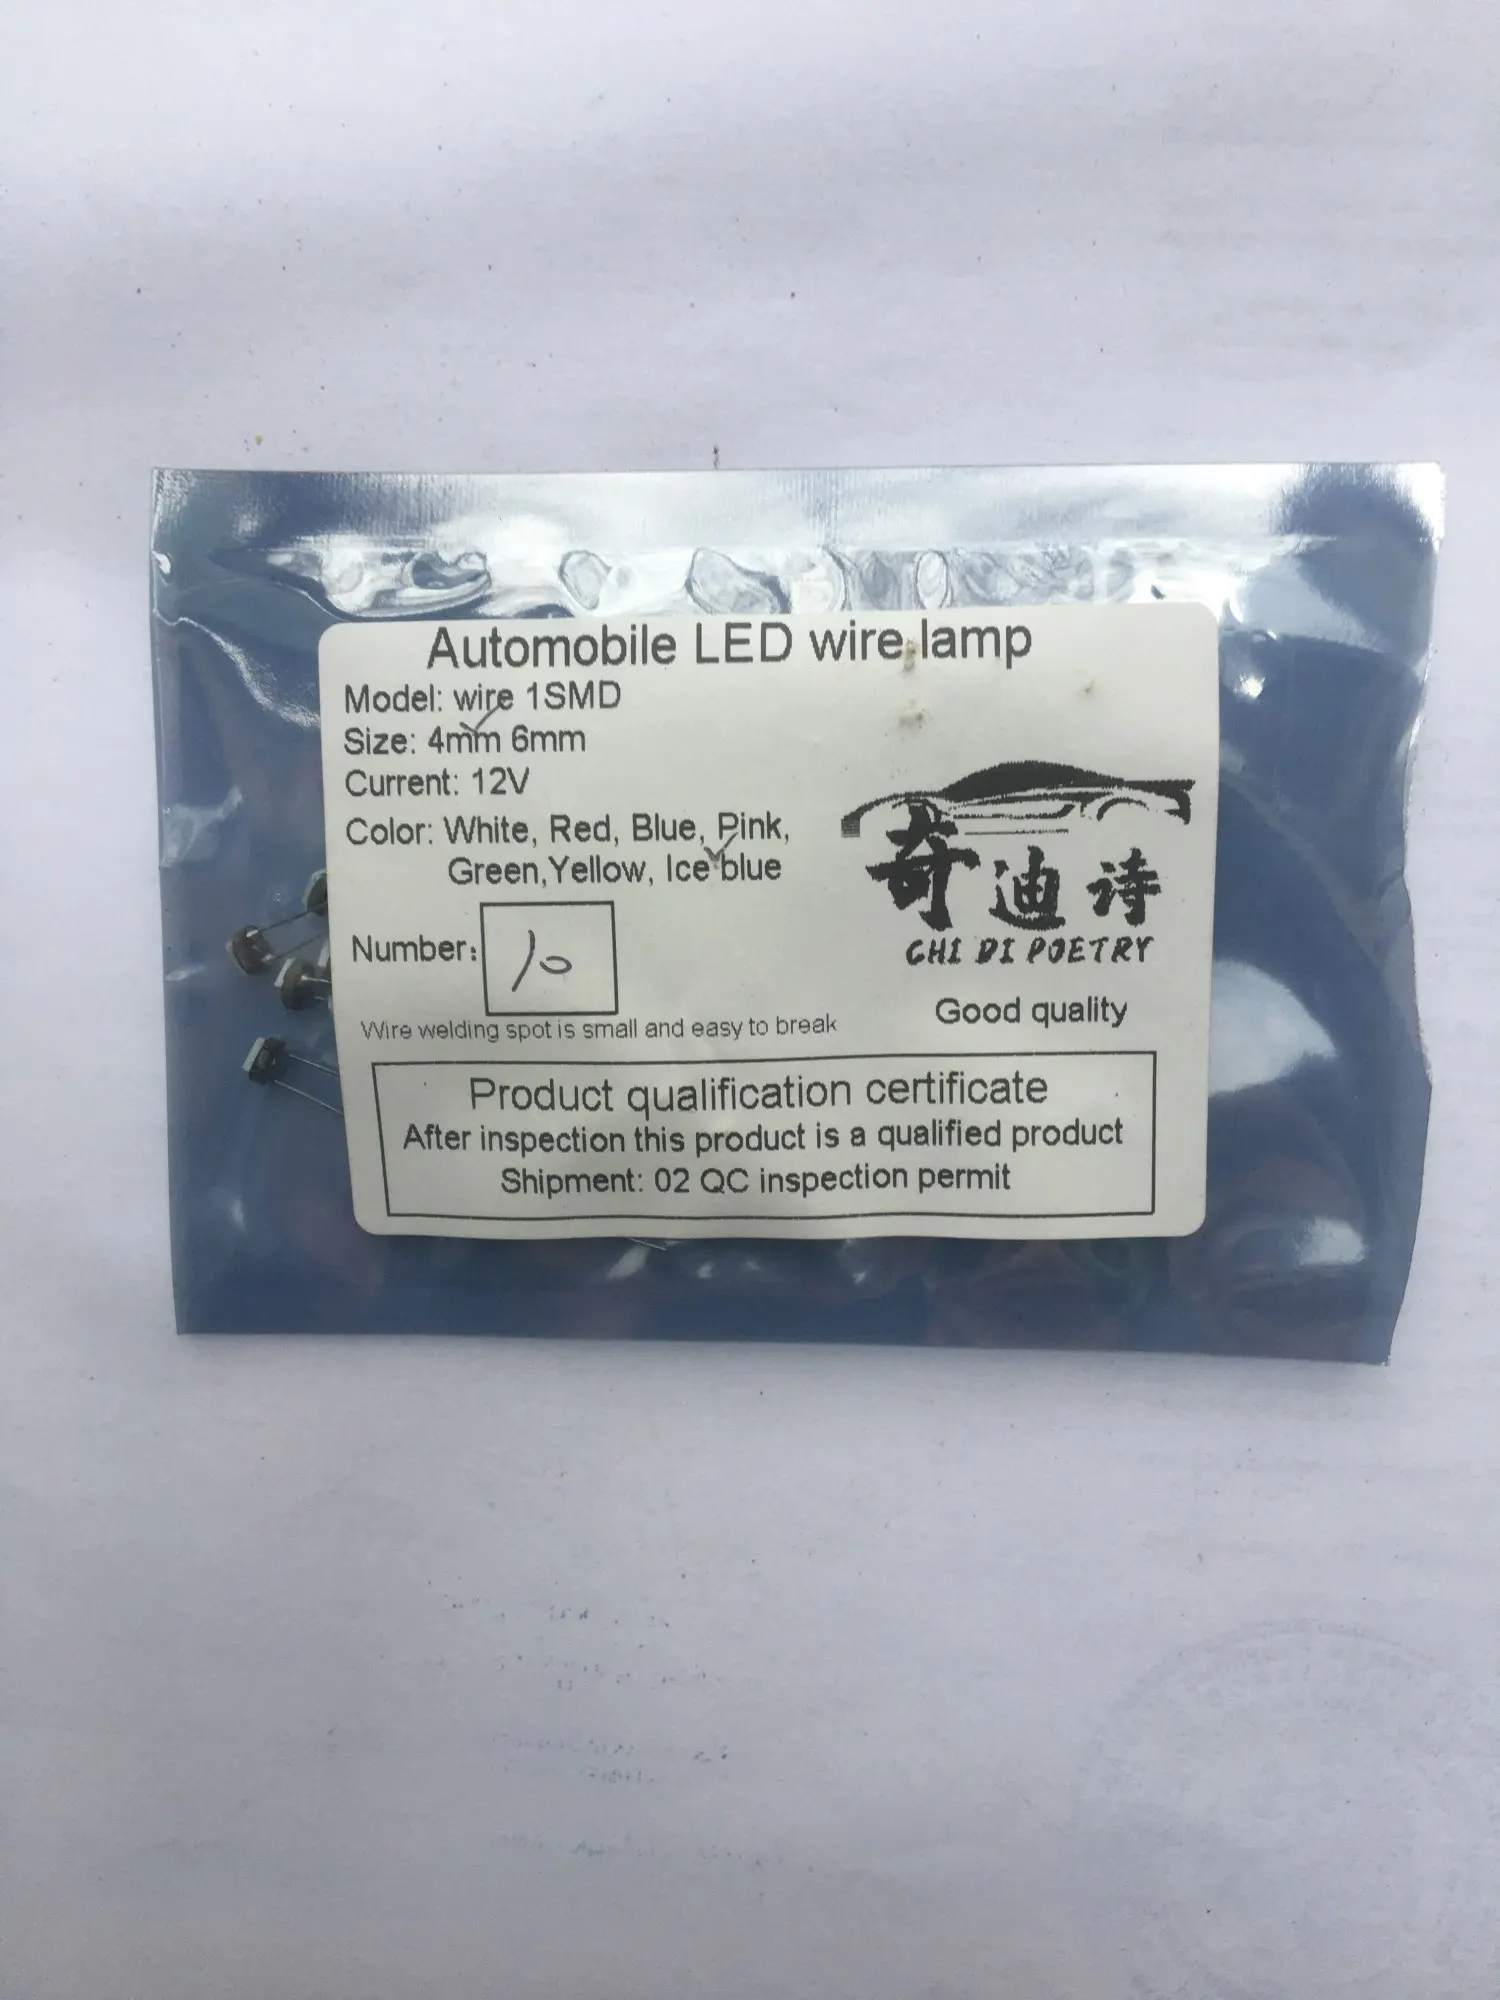 Automobile LED wire lamp
Model: wire 1SMD
Size: 4mm 6mm
Current: 12V
Color: White, Red, Blue, Pink,
Green,Yellow, Ice blue
Number: 10
Wire welding spot is small and easy to break
奇迪诗
CHI DI POETRY
Good quality
Product qualification certificate
After inspection this product is a qualified product
Shipment: 02 QC inspection permit